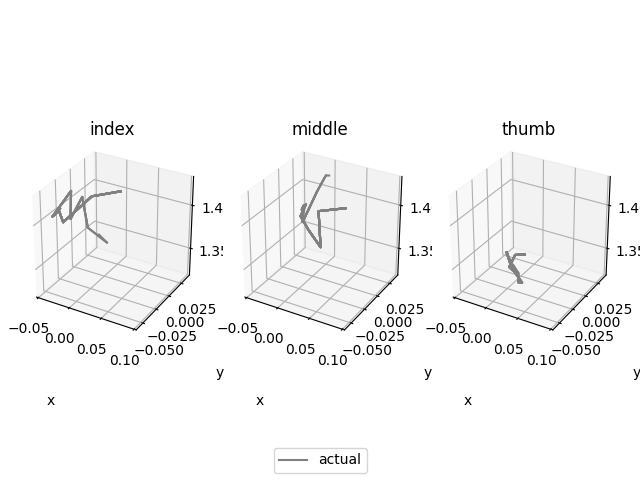 index middle thumb
1.4 1.4 1.4
1.35 1.35 1.35
0.025 0.025 0.025
−0.05 0.000 −0.05 0.000 −0.05 0.000
0.00 −0.025 0.00 −0.025 0.00 −0.025
0.05 −0.050 0.05 −0.050 0.05 −0.050
0.10 0.10 0.10
y y y
x x x
actual